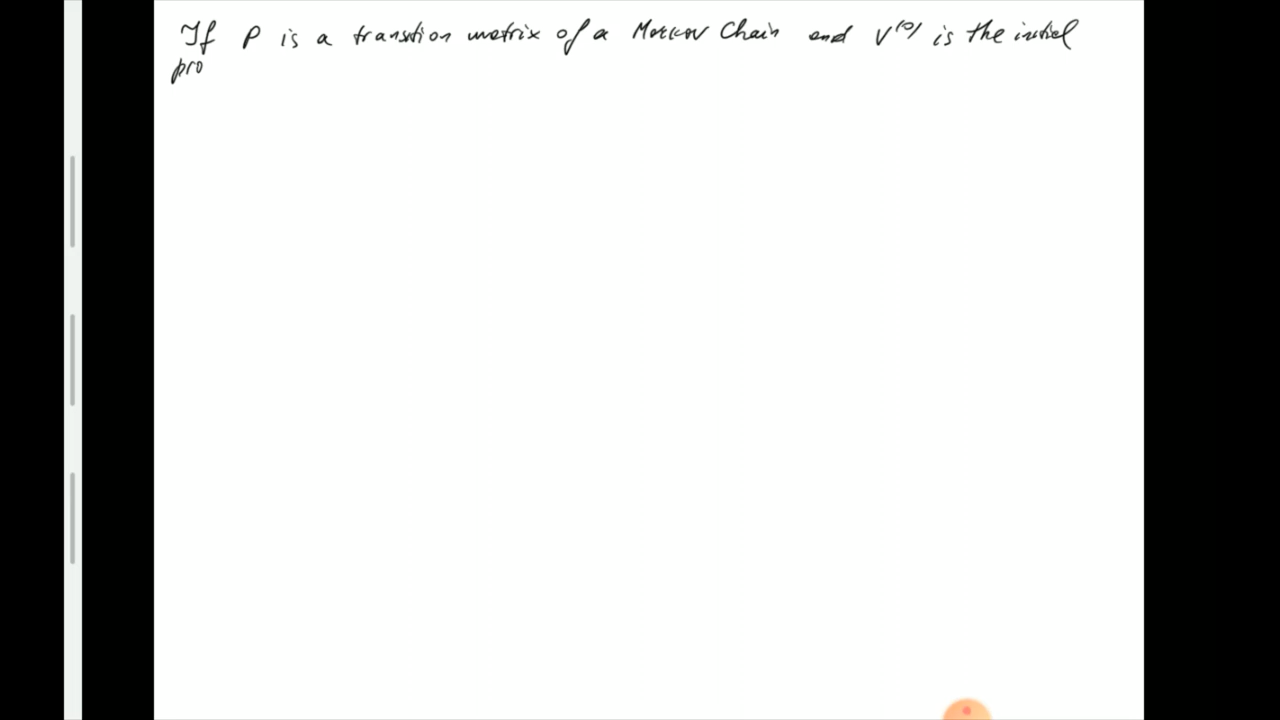 If P is a transition matrix of a Markov Chain and V^(0) is the initial
pro